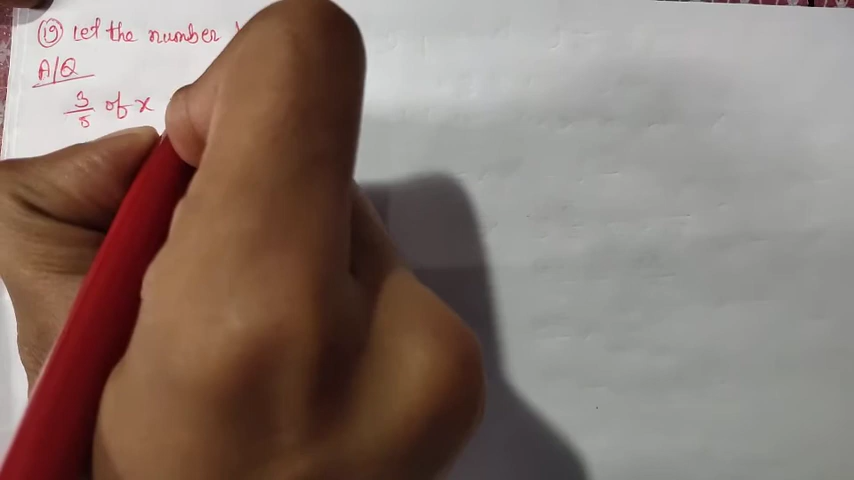 ⑲ Let the number
A/Q
3/5 of x